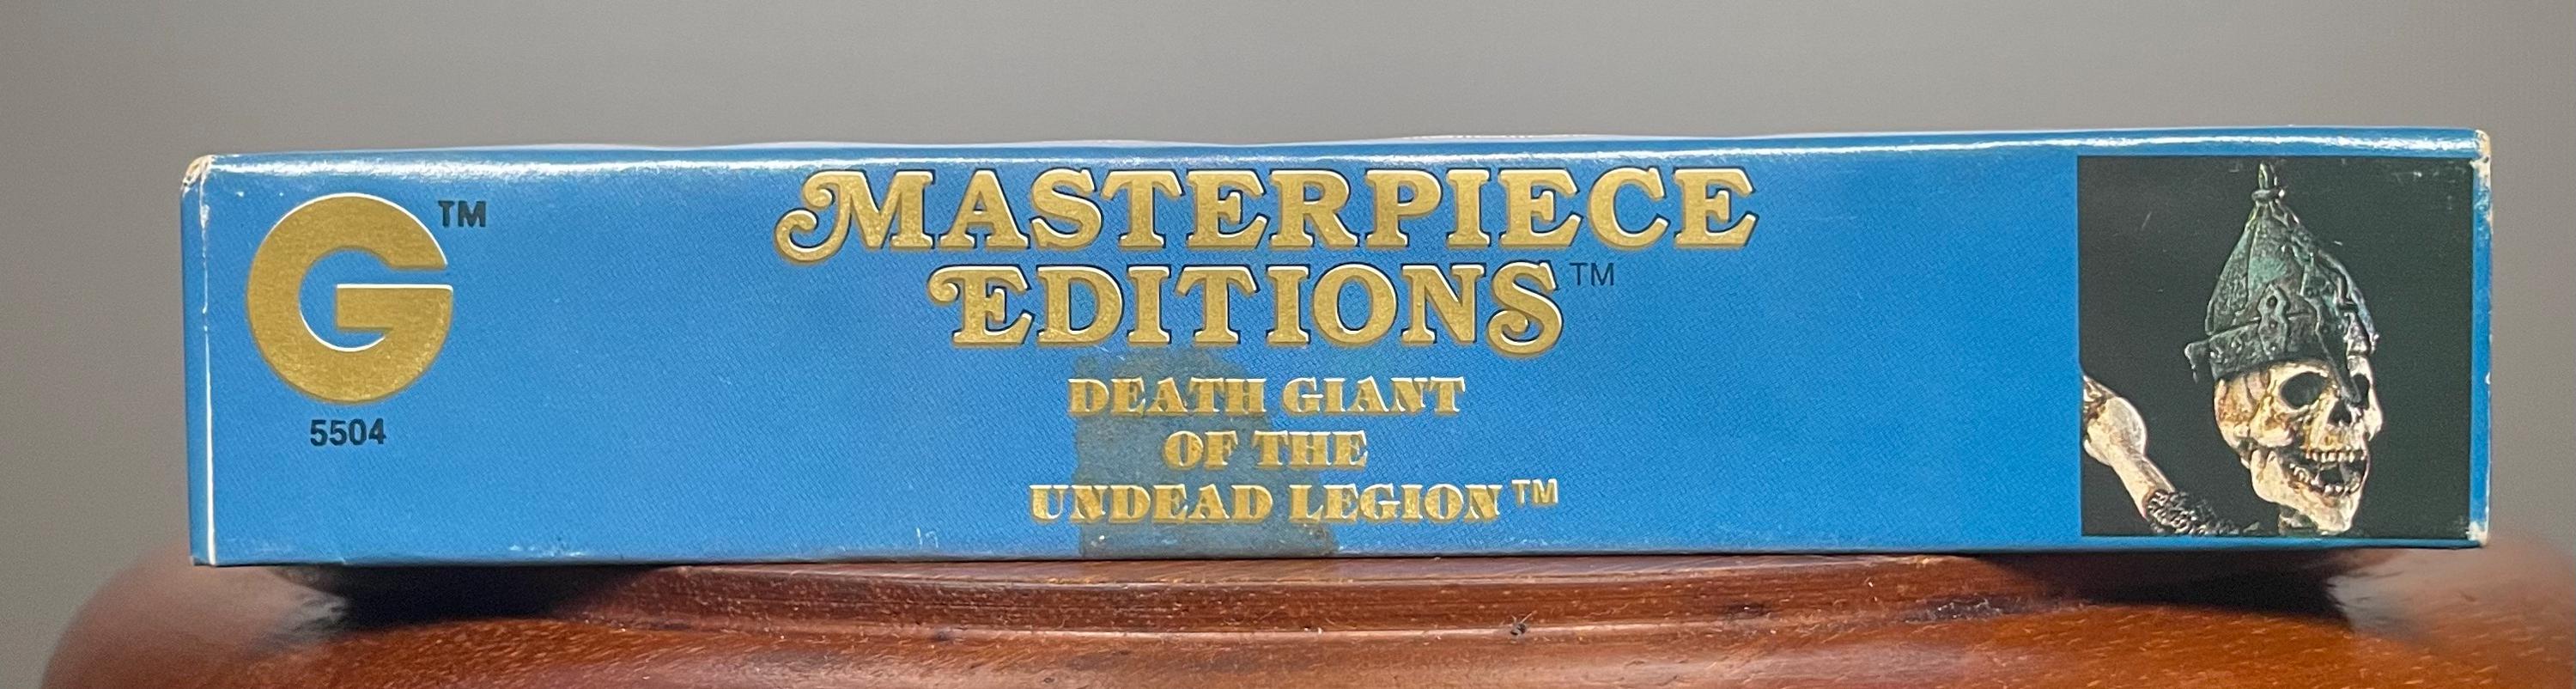 G™
5504
MASTERPIECE
EDITIONS™
DEATH GIANT
OF THE
UNDEAD LEGION™